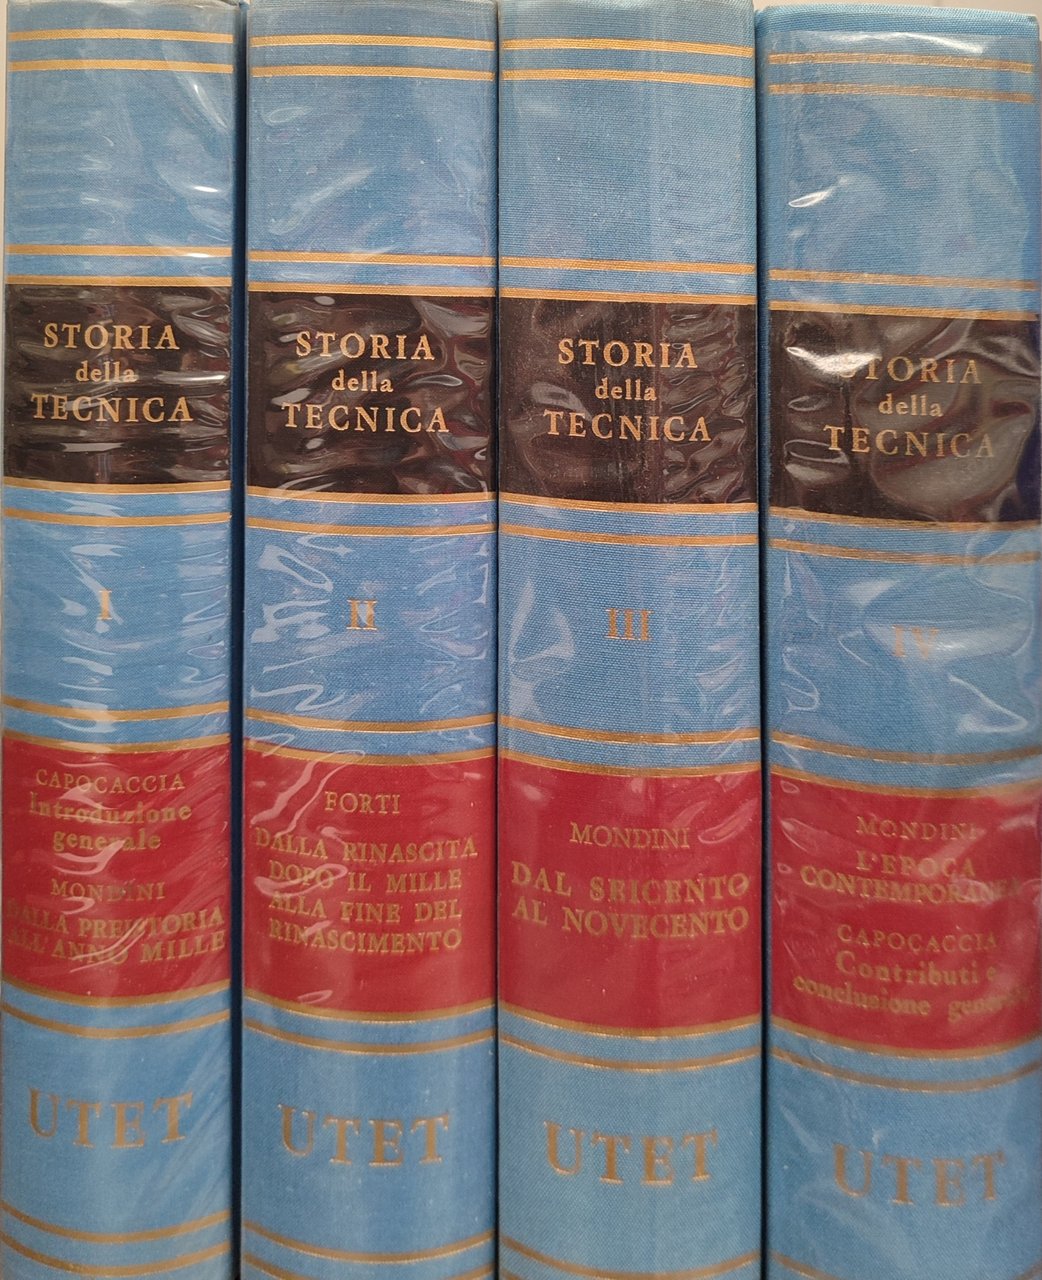 STORIA
della
TECNICA
I
CAPOCACCIA
Introduzione
generale
MONDINI
DALLA PREISTORIA
ALL'ANNO MILLE
UTET
STORIA
della
TECNICA
II
FORTI
DALLA RINASCITA
DOPO IL MILLE
ALLA FINE DEL
RINASCIMENTO
UTET
STORIA
della
TECNICA
III
MONDINI
DAL SEICENTO
AL NOVECENTO
UTET
STORIA
della
TECNICA
IV
MONDINI
L'EPOCA
CONTEMPORANEA
CAPOCACCIA
Contributi e
conclusione generale
UTET